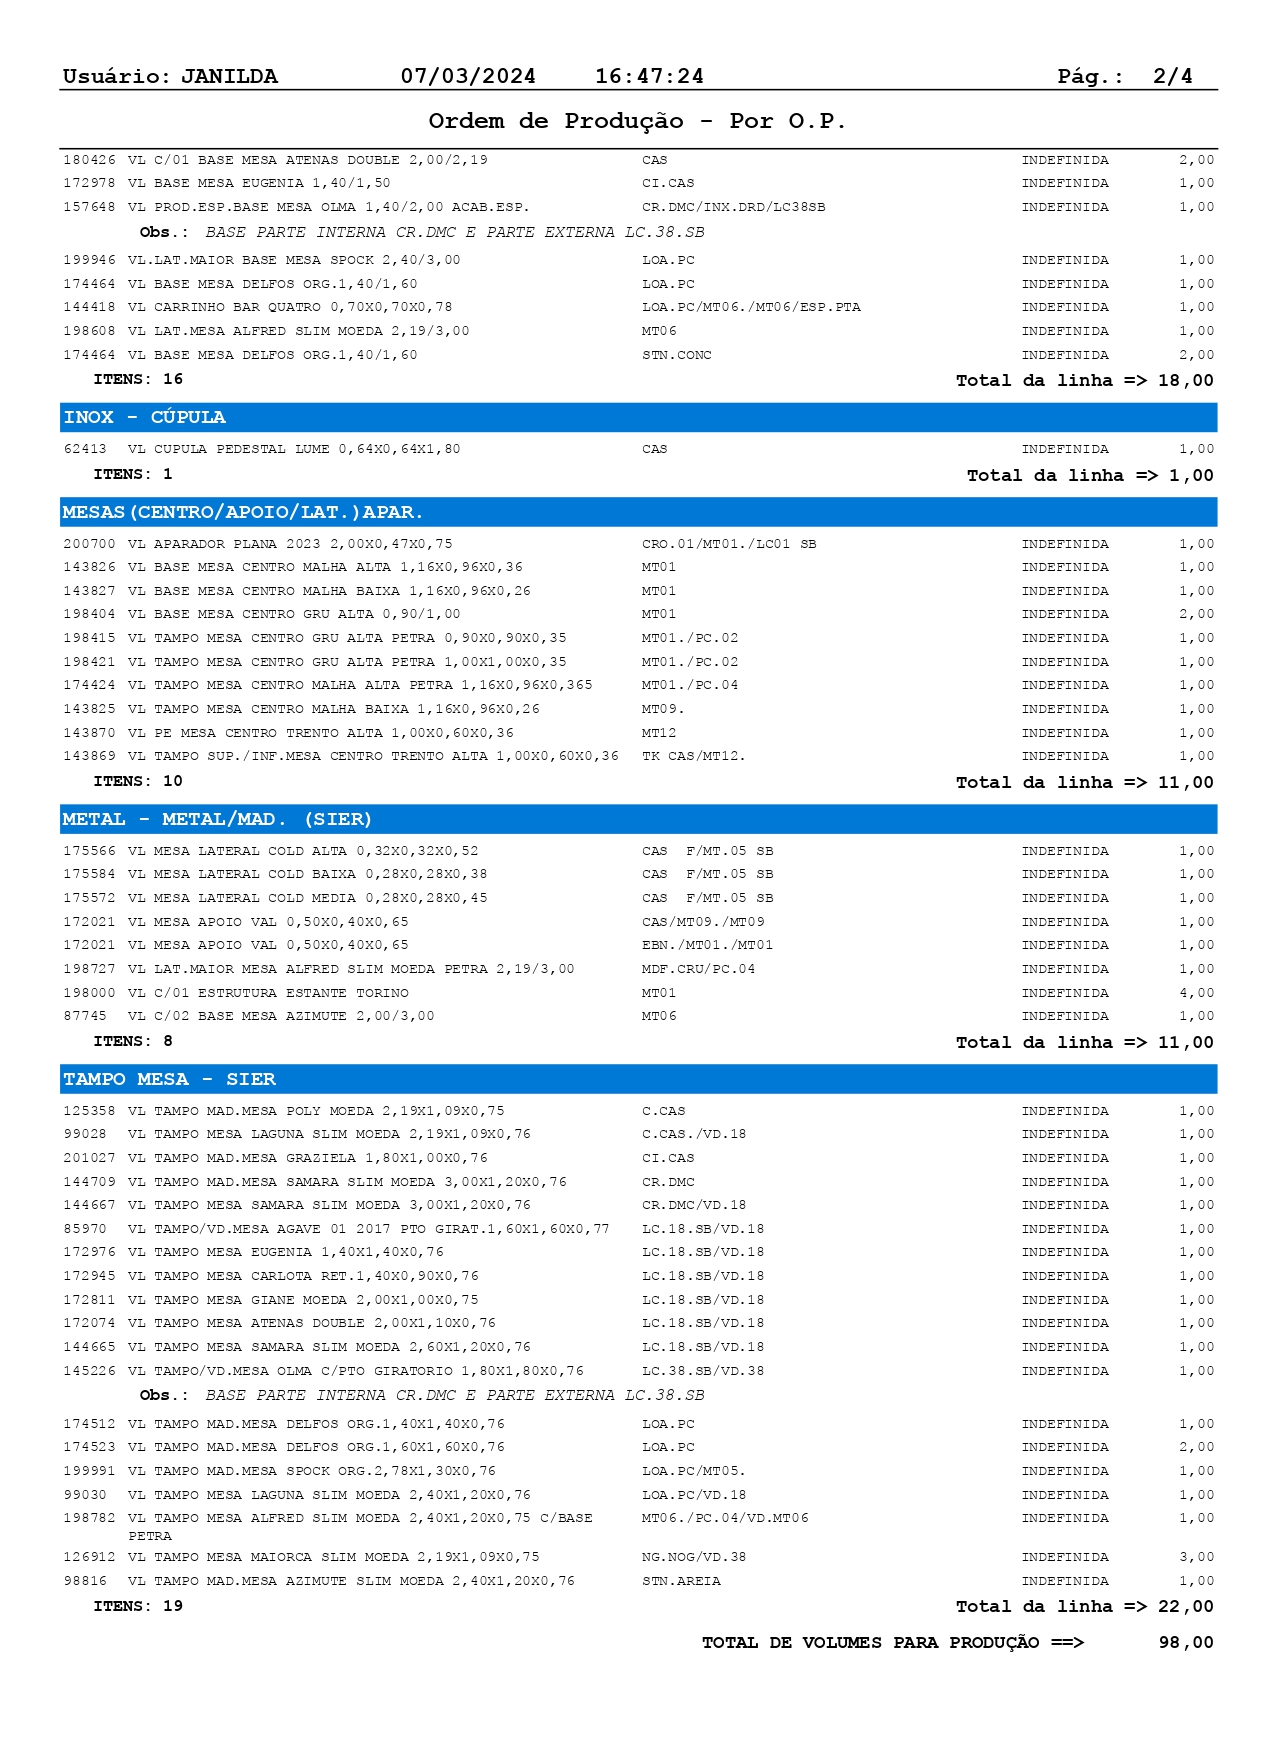 Usuário: JANILDA 07/03/2024 16:47:24 Pág.: 2/4
Ordem de Produção - Por O.P.
180426 VL C/01 BASE MESA ATENAS DOUBLE 2,00/2,19 CAS INDEFINIDA 2,00
172978 VL BASE MESA EUGENIA 1,40/1,50 CI.CAS INDEFINIDA 1,00
157648 VL PROD.ESP.BASE MESA OLMA 1,40/2,00 ACAB.ESP. CR.DMC/INX.DRD/LC38SB INDEFINIDA 1,00
Obs.: BASE PARTE INTERNA CR.DMC E PARTE EXTERNA LC.38.SB
199946 VL.LAT.MAIOR BASE MESA SPOCK 2,40/3,00 LOA.PC INDEFINIDA 1,00
174464 VL BASE MESA DELFOS ORG.1,40/1,60 LOA.PC INDEFINIDA 1,00
144418 VL CARRINHO BAR QUATRO 0,70X0,70X0,78 LOA.PC/MT06./MT06/ESP.PTA INDEFINIDA 1,00
198608 VL LAT.MESA ALFRED SLIM MOEDA 2,19/3,00 MT06 INDEFINIDA 1,00
174464 VL BASE MESA DELFOS ORG.1,40/1,60 STN.CONC INDEFINIDA 2,00
ITENS: 16 Total da linha => 18,00
INOX - CÚPULA
62413 VL CUPULA PEDESTAL LUME 0,64X0,64X1,80 CAS INDEFINIDA 1,00
ITENS: 1 Total da linha => 1,00
MESAS(CENTRO/APOIO/LAT.)APAR.
200700 VL APARADOR PLANA 2023 2,00X0,47X0,75 CRO.01/MT01./LC01 SB INDEFINIDA 1,00
143826 VL BASE MESA CENTRO MALHA ALTA 1,16X0,96X0,36 MT01 INDEFINIDA 1,00
143827 VL BASE MESA CENTRO MALHA BAIXA 1,16X0,96X0,26 MT01 INDEFINIDA 1,00
198404 VL BASE MESA CENTRO GRU ALTA 0,90/1,00 MT01 INDEFINIDA 2,00
198415 VL TAMPO MESA CENTRO GRU ALTA PETRA 0,90X0,90X0,35 MT01./PC.02 INDEFINIDA 1,00
198421 VL TAMPO MESA CENTRO GRU ALTA PETRA 1,00X1,00X0,35 MT01./PC.02 INDEFINIDA 1,00
174424 VL TAMPO MESA CENTRO MALHA ALTA PETRA 1,16X0,96X0,365 MT01./PC.04 INDEFINIDA 1,00
143825 VL TAMPO MESA CENTRO MALHA BAIXA 1,16X0,96X0,26 MT09. INDEFINIDA 1,00
143870 VL PE MESA CENTRO TRENTO ALTA 1,00X0,60X0,36 MT12 INDEFINIDA 1,00
143869 VL TAMPO SUP./INF.MESA CENTRO TRENTO ALTA 1,00X0,60X0,36 TK CAS/MT12. INDEFINIDA 1,00
ITENS: 10 Total da linha => 11,00
METAL - METAL/MAD. (SIER)
175566 VL MESA LATERAL COLD ALTA 0,32X0,32X0,52 CAS F/MT.05 SB INDEFINIDA 1,00
175584 VL MESA LATERAL COLD BAIXA 0,28X0,28X0,38 CAS F/MT.05 SB INDEFINIDA 1,00
175572 VL MESA LATERAL COLD MEDIA 0,28X0,28X0,45 CAS F/MT.05 SB INDEFINIDA 1,00
172021 VL MESA APOIO VAL 0,50X0,40X0,65 CAS/MT09./MT09 INDEFINIDA 1,00
172021 VL MESA APOIO VAL 0,50X0,40X0,65 EBN./MT01./MT01 INDEFINIDA 1,00
198727 VL LAT.MAIOR MESA ALFRED SLIM MOEDA PETRA 2,19/3,00 MDF.CRU/PC.04 INDEFINIDA 1,00
198000 VL C/01 ESTRUTURA ESTANTE TORINO MT01 INDEFINIDA 4,00
87745 VL C/02 BASE MESA AZIMUTE 2,00/3,00 MT06 INDEFINIDA 1,00
ITENS: 8 Total da linha => 11,00
TAMPO MESA - SIER
125358 VL TAMPO MAD.MESA POLY MOEDA 2,19X1,09X0,75 C.CAS INDEFINIDA 1,00
99028 VL TAMPO MESA LAGUNA SLIM MOEDA 2,19X1,09X0,76 C.CAS./VD.18 INDEFINIDA 1,00
201027 VL TAMPO MAD.MESA GRAZIELA 1,80X1,00X0,76 CI.CAS INDEFINIDA 1,00
144709 VL TAMPO MAD.MESA SAMARA SLIM MOEDA 3,00X1,20X0,76 CR.DMC INDEFINIDA 1,00
144667 VL TAMPO MESA SAMARA SLIM MOEDA 3,00X1,20X0,76 CR.DMC/VD.18 INDEFINIDA 1,00
85970 VL TAMPO/VD.MESA AGAVE 01 2017 PTO GIRAT.1,60X1,60X0,77 LC.18.SB/VD.18 INDEFINIDA 1,00
172976 VL TAMPO MESA EUGENIA 1,40X1,40X0,76 LC.18.SB/VD.18 INDEFINIDA 1,00
172945 VL TAMPO MESA CARLOTA RET.1,40X0,90X0,76 LC.18.SB/VD.18 INDEFINIDA 1,00
172811 VL TAMPO MESA GIANE MOEDA 2,00X1,00X0,75 LC.18.SB/VD.18 INDEFINIDA 1,00
172074 VL TAMPO MESA ATENAS DOUBLE 2,00X1,10X0,76 LC.18.SB/VD.18 INDEFINIDA 1,00
144665 VL TAMPO MESA SAMARA SLIM MOEDA 2,60X1,20X0,76 LC.18.SB/VD.18 INDEFINIDA 1,00
145226 VL TAMPO/VD.MESA OLMA C/PTO GIRATORIO 1,80X1,80X0,76 LC.38.SB/VD.38 INDEFINIDA 1,00
Obs.: BASE PARTE INTERNA CR.DMC E PARTE EXTERNA LC.38.SB
174512 VL TAMPO MAD.MESA DELFOS ORG.1,40X1,40X0,76 LOA.PC INDEFINIDA 1,00
174523 VL TAMPO MAD.MESA DELFOS ORG.1,60X1,60X0,76 LOA.PC INDEFINIDA 2,00
199991 VL TAMPO MAD.MESA SPOCK ORG.2,78X1,30X0,76 LOA.PC/MT05. INDEFINIDA 1,00
99030 VL TAMPO MESA LAGUNA SLIM MOEDA 2,40X1,20X0,76 LOA.PC/VD.18 INDEFINIDA 1,00
198782 VL TAMPO MESA ALFRED SLIM MOEDA 2,40X1,20X0,75 C/BASE MT06./PC.04/VD.MT06 INDEFINIDA 1,00
PETRA
126912 VL TAMPO MESA MAIORCA SLIM MOEDA 2,19X1,09X0,75 NG.NOG/VD.38 INDEFINIDA 3,00
98816 VL TAMPO MAD.MESA AZIMUTE SLIM MOEDA 2,40X1,20X0,76 STN.AREIA INDEFINIDA 1,00
ITENS: 19 Total da linha => 22,00
TOTAL DE VOLUMES PARA PRODUÇÃO ==> 98,00